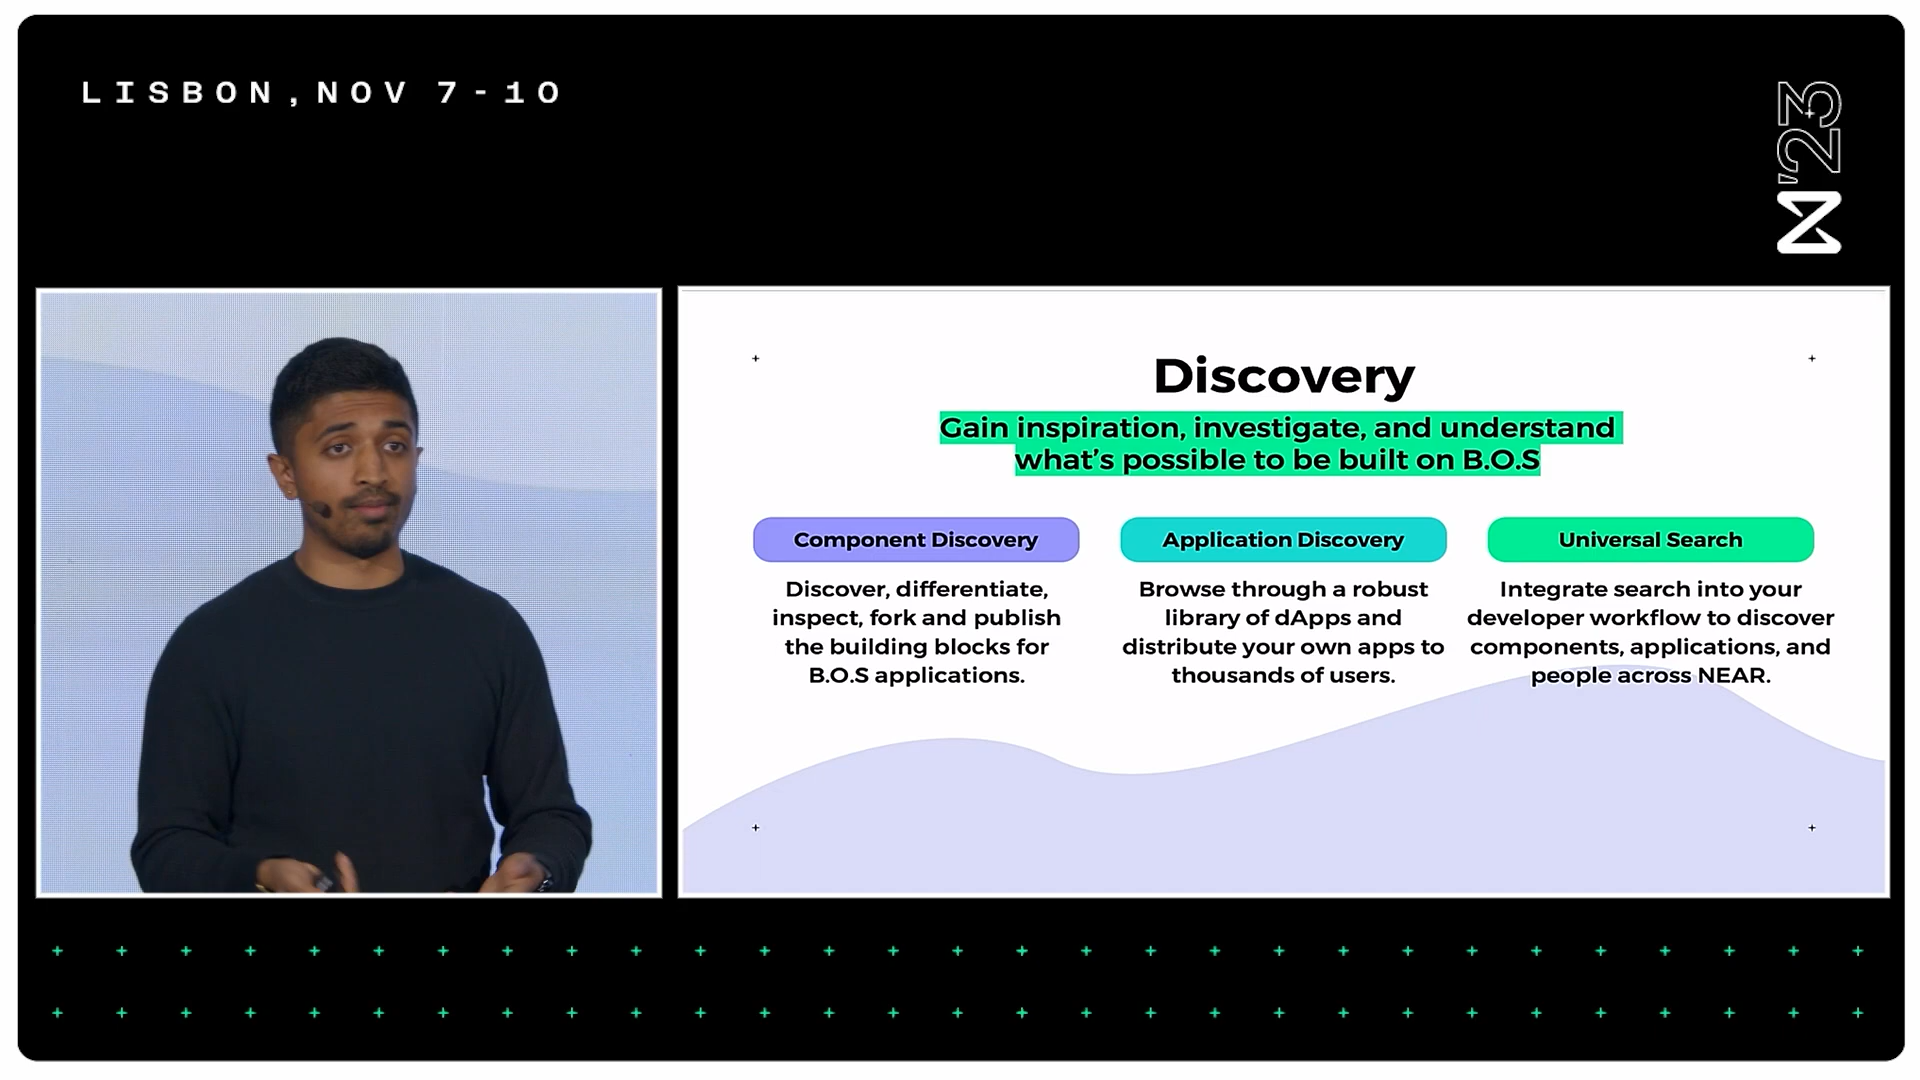 LISBON, NOV 7-10
'23
Discovery
Gain inspiration, investigate, and understand
what's possible to be built on B.O.S
Component Discovery
Discover, differentiate,
inspect, fork and publish
the building blocks for
B.O.S applications.
Application Discovery
Browse through a robust
library of dApps and
distribute your own apps to
thousands of users.
Universal Search
Integrate search into your
developer workflow to discover
components, applications, and
people across NEAR.